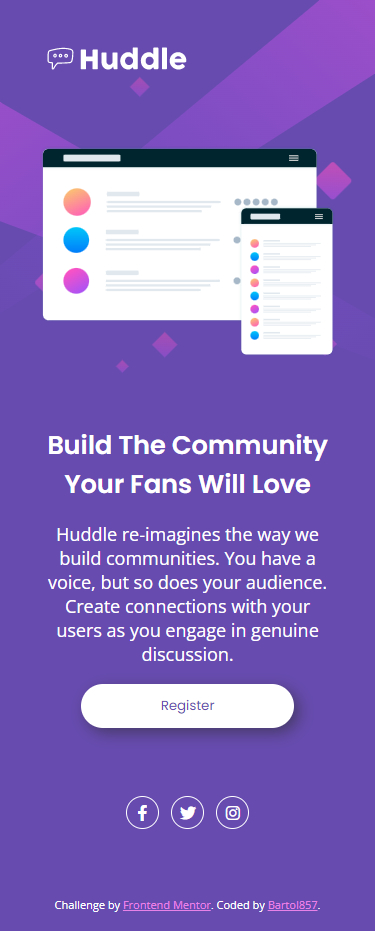 Huddle
Build The Community
Your Fans Will Love
Huddle re-imagines the way we
build communities. You have a
voice, but so does your audience.
Create connections with your
users as you engage in genuine
discussion.
Register
Challenge by Frontend Mentor. Coded by Bartol857.